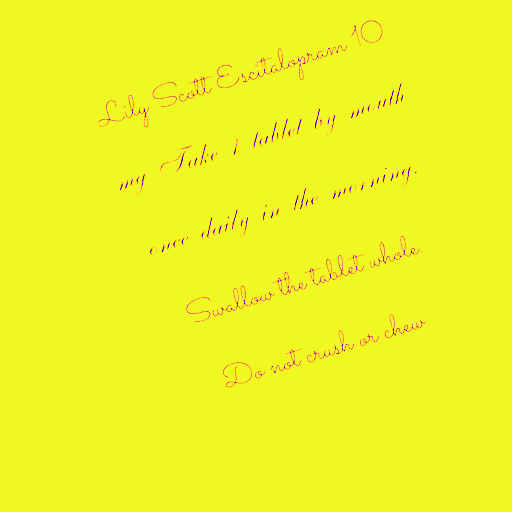 Lily Scott Escitalopram 10
mg Take 1 tablet by mouth
once daily in the morning.
Swallow the tablet whole.
Do not crush or chew.